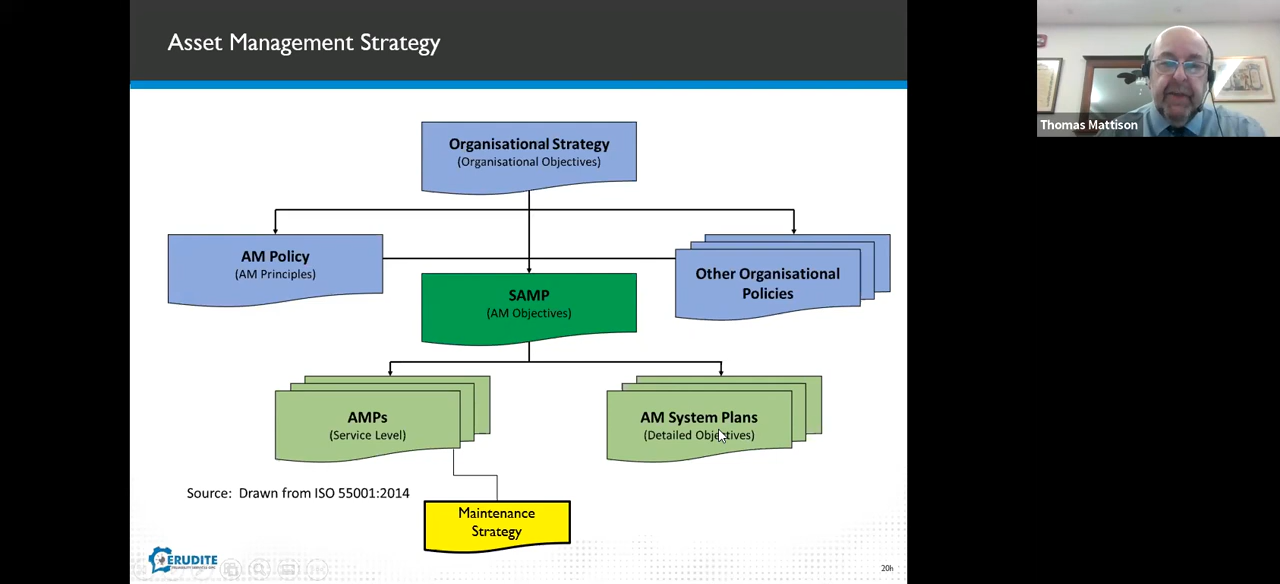 Asset Management Strategy
Thomas Mattison
Organisational Strategy
(Organisational Objectives)
AM Policy
(AM Principles)
Other Organisational
Policies
SAMP
(AM Objectives)
AMPs
(Service Level)
AM System Plans
(Detailed Objectives)
Source: Drawn from ISO 55001:2014
Maintenance
Strategy
ERUDITE
20h